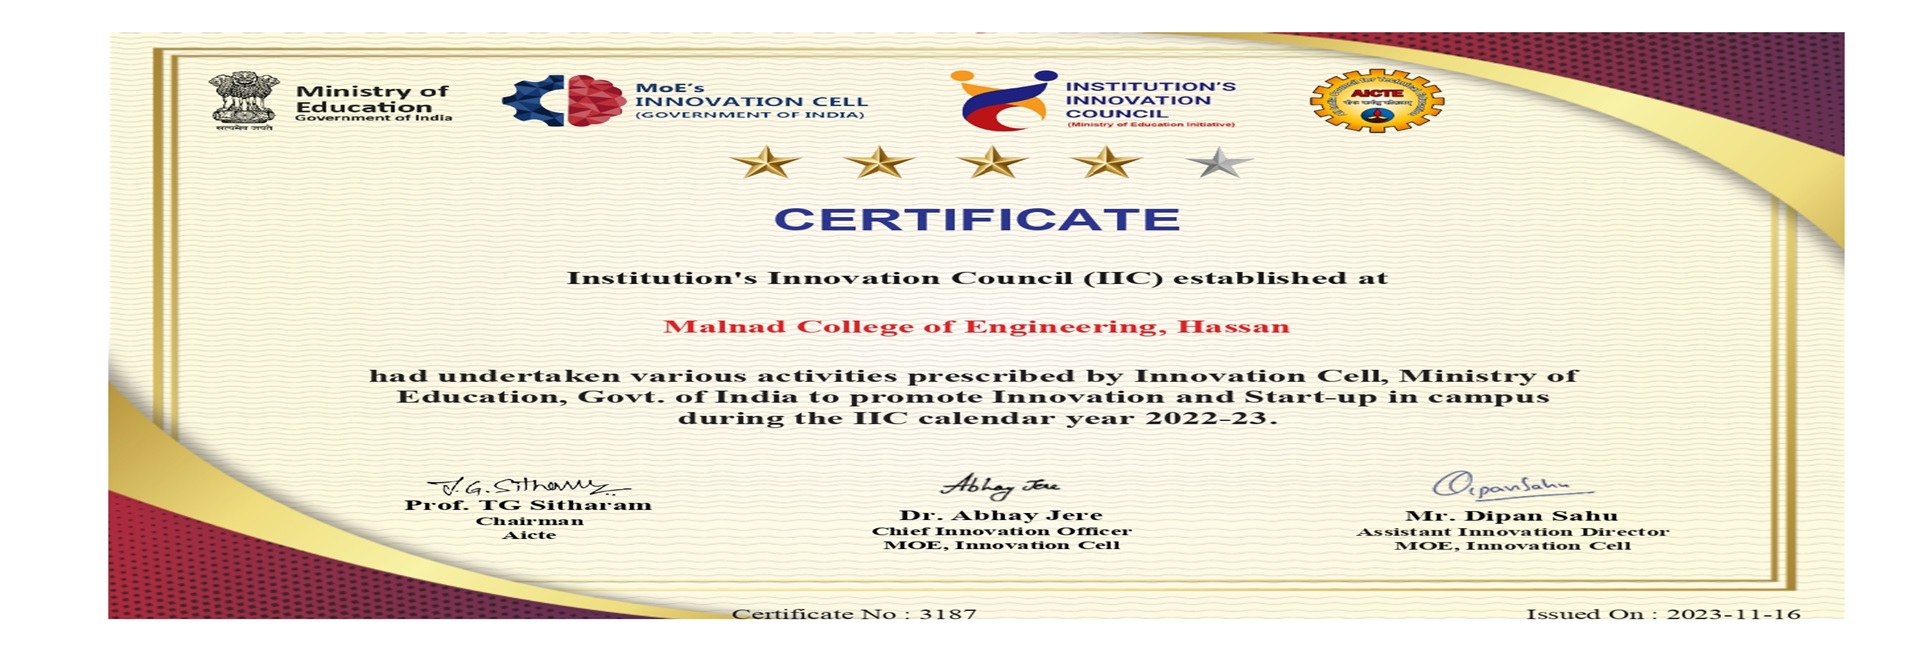 Ministry of
Education
Government of India
सत्यमेव जयते
MoE's
INNOVATION CELL
(GOVERNMENT OF INDIA)
INSTITUTION'S
INNOVATION
COUNCIL
(Ministry of Education Initiative)
AICTE
CERTIFICATE
Institution's Innovation Council (IIC) established at
Malnad College of Engineering, Hassan
had undertaken various activities prescribed by Innovation Cell, Ministry of
Education, Govt. of India to promote Innovation and Start-up in campus
during the IIC calendar year 2022-23.
T.G. Sitharam
Prof. TG Sitharam
Chairman
Aicte
Abhay Jere
Dr. Abhay Jere
Chief Innovation Officer
MOE, Innovation Cell
Dipan Sahu
Mr. Dipan Sahu
Assistant Innovation Director
MOE, Innovation Cell
Certificate No : 3187
Issued On : 2023-11-16